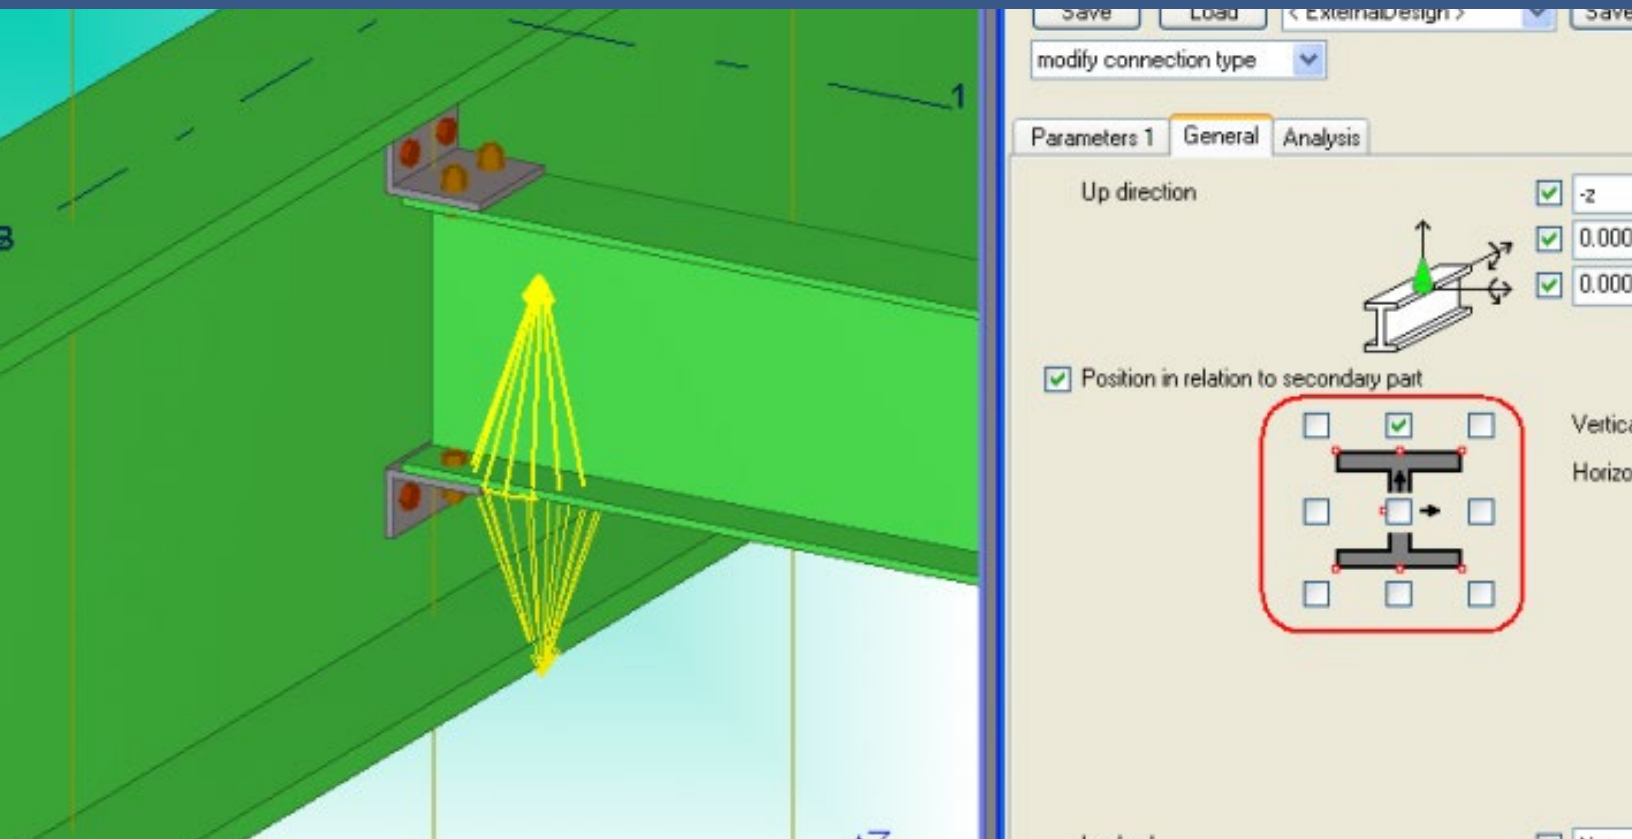 Save Load < ExternalDesign > Save
modify connection type
1
Parameters 1 General Analysis
Up direction
-z
0.000
0.000
Position in relation to secondary part
Vertica
Horizo